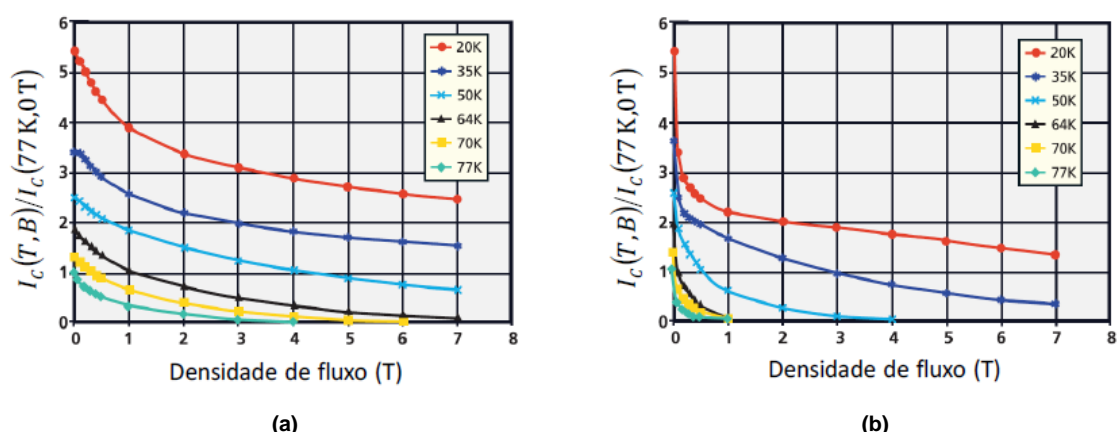 I_C(T,B)/I_C(77K,0T)
6
5
4
3
2
1
0
0 1 2 3 4 5 6 7 8
20K
35K
50K
64K
70K
77K
Densidade de fluxo (T)
(a)
I_C(T,B)/I_C(77K,0T)
6
5
4
3
2
1
0
0 1 2 3 4 5 6 7 8
20K
35K
50K
64K
70K
77K
Densidade de fluxo (T)
(b)